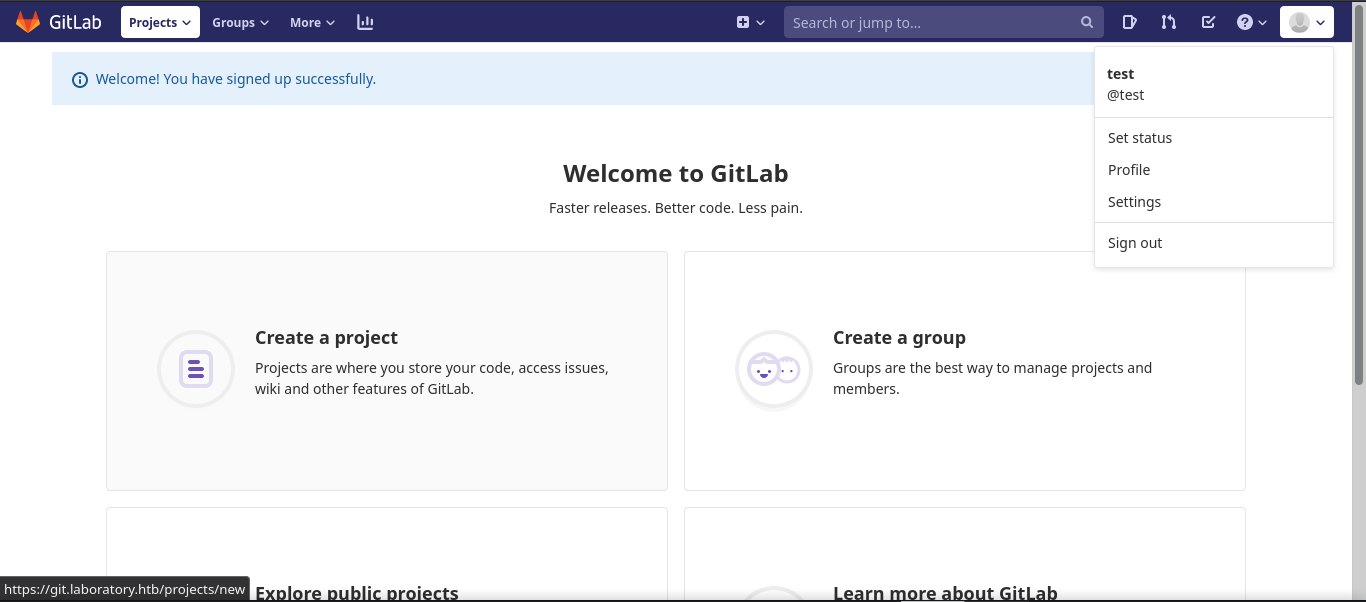 GitLab Projects Groups More Search or jump to...
Welcome! You have signed up successfully.
test
@test
Set status
Profile
Settings
Sign out
Welcome to GitLab
Faster releases. Better code. Less pain.
Create a project
Projects are where you store your code, access issues,
wiki and other features of GitLab.
Create a group
Groups are the best way to manage projects and
members.
Explore public projects
Learn more about GitLab
https://git.laboratory.htb/projects/new